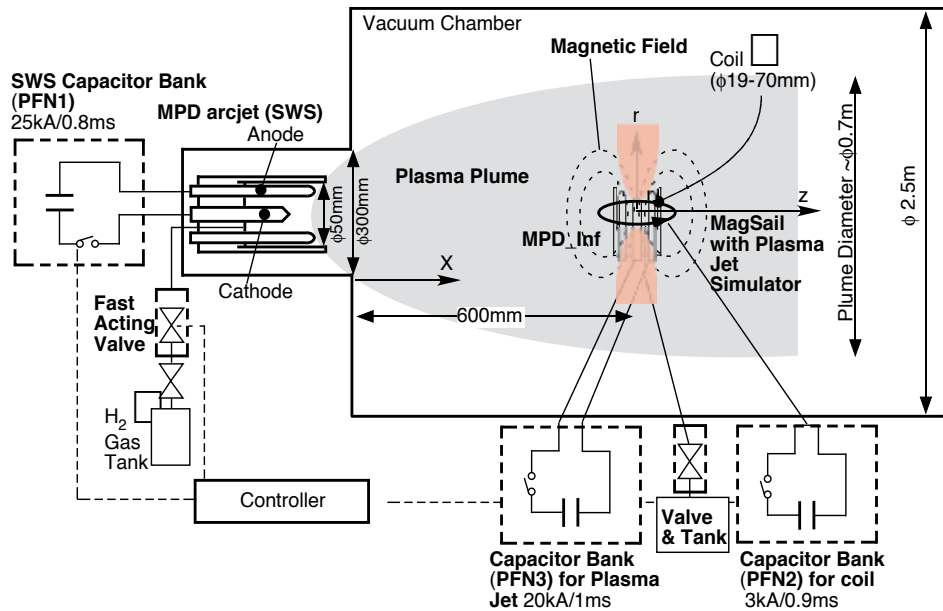 Vacuum Chamber
SWS Capacitor Bank
(PFN1)
25kA/0.8ms
MPD arcjet (SWS)
Anode
Cathode
φ50mm
φ300mm
Plasma Plume
Magnetic Field
Coil
(φ19-70mm)
r
z
MPD_Inf
MagSail
with Plasma
Jet
Simulator
Plume Diameter ~φ0.7m
φ 2.5m
X
600mm
Fast
Acting
Valve
H2
Gas
Tank
Controller
Valve
& Tank
Capacitor Bank
(PFN3) for Plasma
Jet 20kA/1ms
Capacitor Bank
(PFN2) for coil
3kA/0.9ms